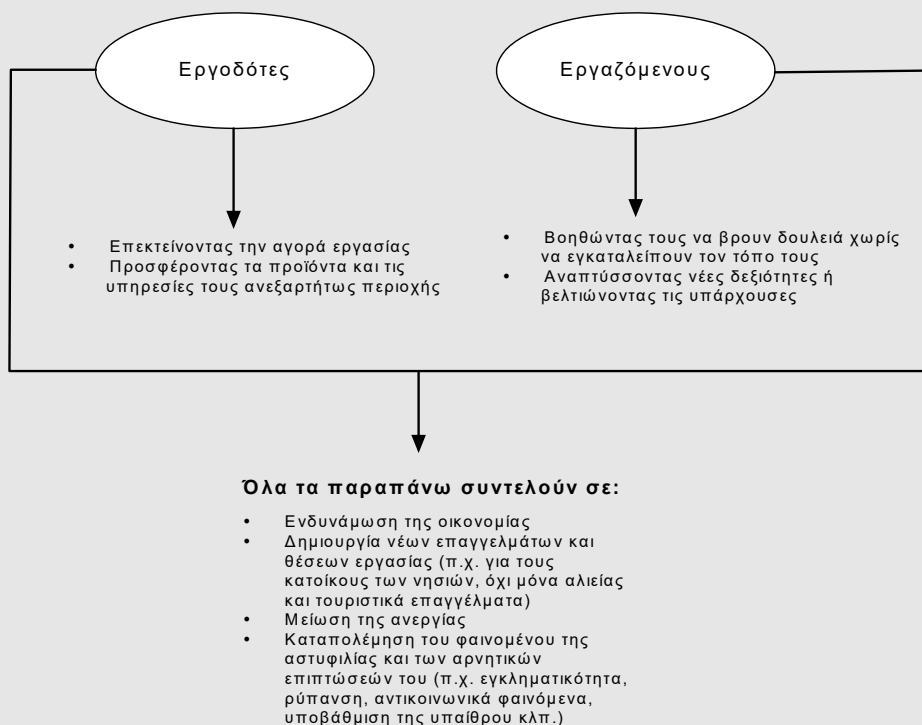 Εργοδότες
Εργαζόμενους
• Επεκτείνοντας την αγορά εργασίας
• Προσφέροντας τα προϊόντα και τις
υπηρεσίες τους ανεξαρτήτως περιοχής
• Βοηθώντας τους να βρουν δουλειά χωρίς
να εγκαταλείπουν τον τόπο τους
• Αναπτύσσοντας νέες δεξιότητες ή
βελτιώνοντας τις υπάρχουσες
Όλα τα παραπάνω συντελούν σε:
• Ενδυνάμωση της οικονομίας
• Δημιουργία νέων επαγγελμάτων και
θέσεων εργασίας (π.χ. για τους
κατοίκους των νησιών, όχι μόνα αλιείας
και τουριστικά επαγγέλματα)
• Μείωση της ανεργίας
• Καταπολέμηση του φαινομένου της
αστυφιλίας και των αρνητικών
επιπτώσεών του (π.χ. εγκληματικότητα,
ρύπανση, αντικοινωνικά φαινόμενα,
υποβάθμιση της υπαίθρου κλπ.)